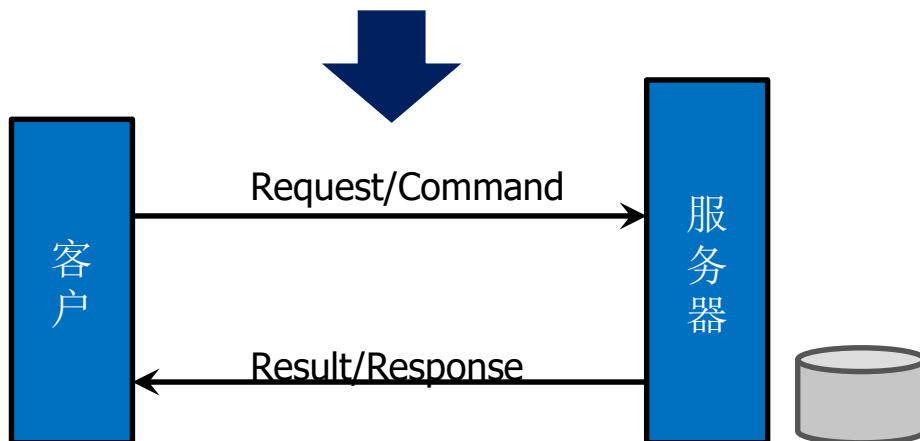 Request/Command
客户
服务器
Result/Response